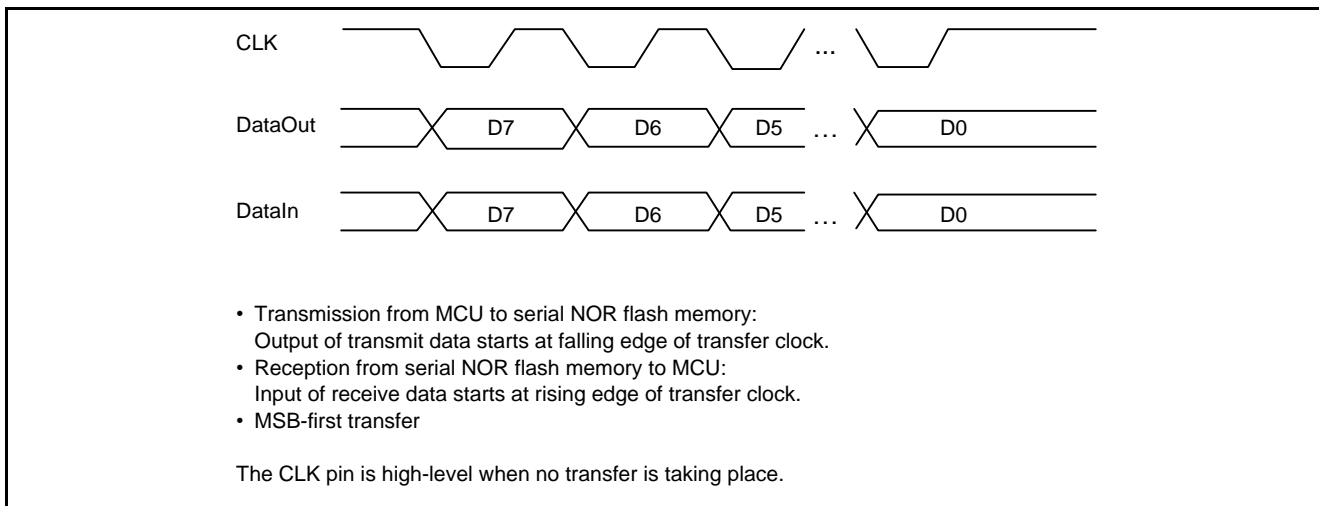 CLK ...
DataOut D7 D6 D5 ... D0
DataIn D7 D6 D5 ... D0
• Transmission from MCU to serial NOR flash memory:
Output of transmit data starts at falling edge of transfer clock.
• Reception from serial NOR flash memory to MCU:
Input of receive data starts at rising edge of transfer clock.
• MSB-first transfer
The CLK pin is high-level when no transfer is taking place.